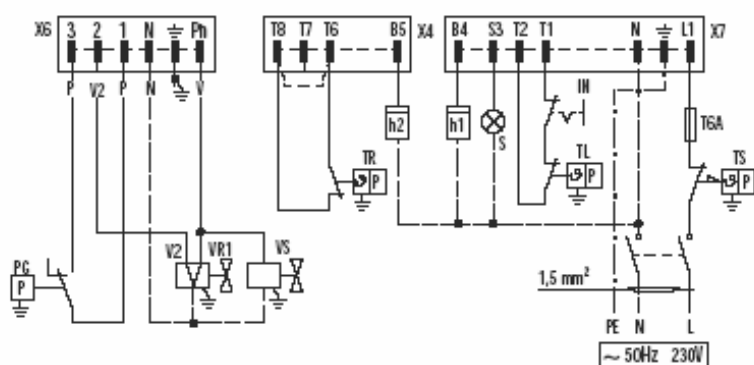 X6 3 2 1 N Ph
T8 T7 T6 B5 X4
B4 S3 T2 T1 N L1 X7
P V2 P N V
IN
h2 h1 S T6A
TR P
TL P
TS P
PG P
V2 VR1 VS
1,5 mm²
PE N L
~ 50Hz 230V